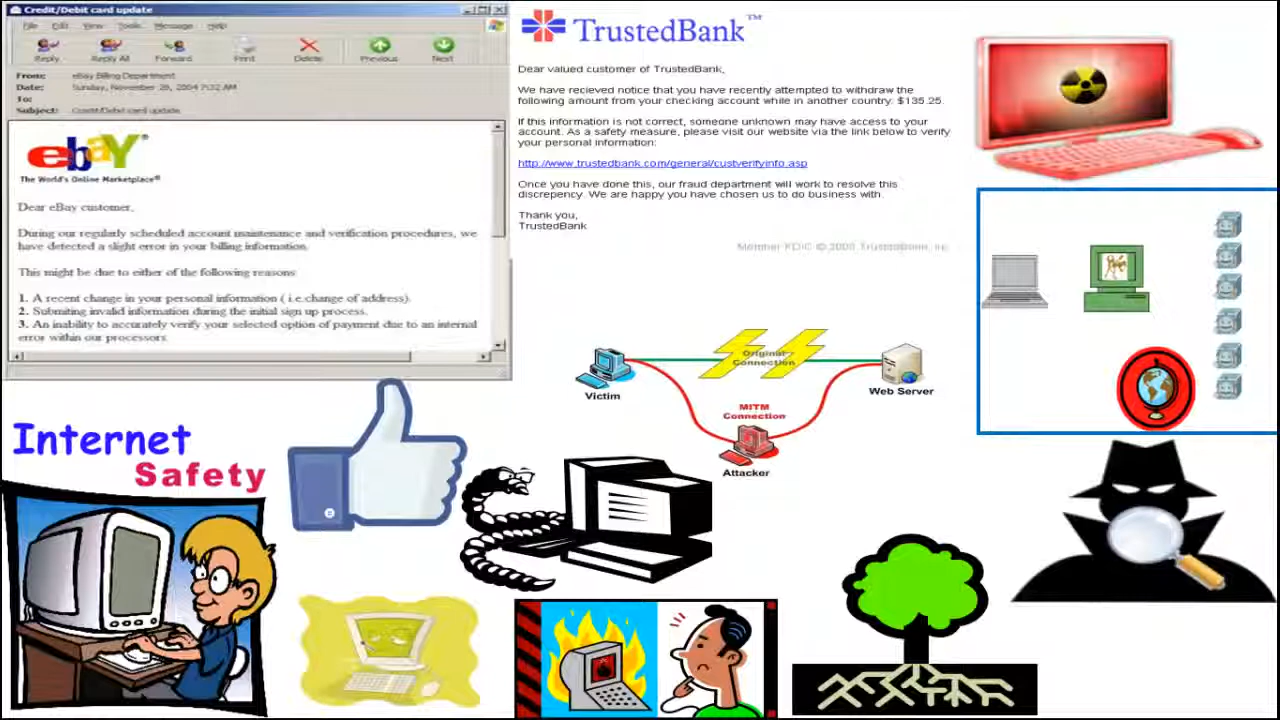 Credit/Debit card update
File Edit View Tools Message Help
Reply Reply All Forward Print Delete Previous Next
From: eBay Billing Department
Date: Sunday, November 28, 2004 7:32 AM
To:
Subject: Credit/Debit card update
ebaY®
The World's Online Marketplace®
Dear eBay customer,
During our regularly scheduled account maintenance and verification procedures, we
have detected a slight error in your billing information.
This might be due to either of the following reasons
1. A recent change in your personal information ( i.e.change of address).
2. Submiting invalid information during the initial sign up process.
3. An inability to accurately verify your selected option of payment due to an internal
error within our processors.
TrustedBank™
Dear valued customer of TrustedBank,
We have recieved notice that you have recently attempted to withdraw the
following amount from your checking account while in another country: $135.25.
If this information is not correct, someone unknown may have access to your
account. As a safety measure, please visit our website via the link below to verify
your personal information:
http://www.trustedbank.com/general/custverifyinfo.asp
Once you have done this, our fraud department will work to resolve this
discrepency. We are happy you have chosen us to do business with.
Thank you,
TrustedBank
Member FDIC © 2005 TrustedBank, Inc.
Original
Connection
Victim
Web Server
MITM
Connection
Attacker
Internet
Safety